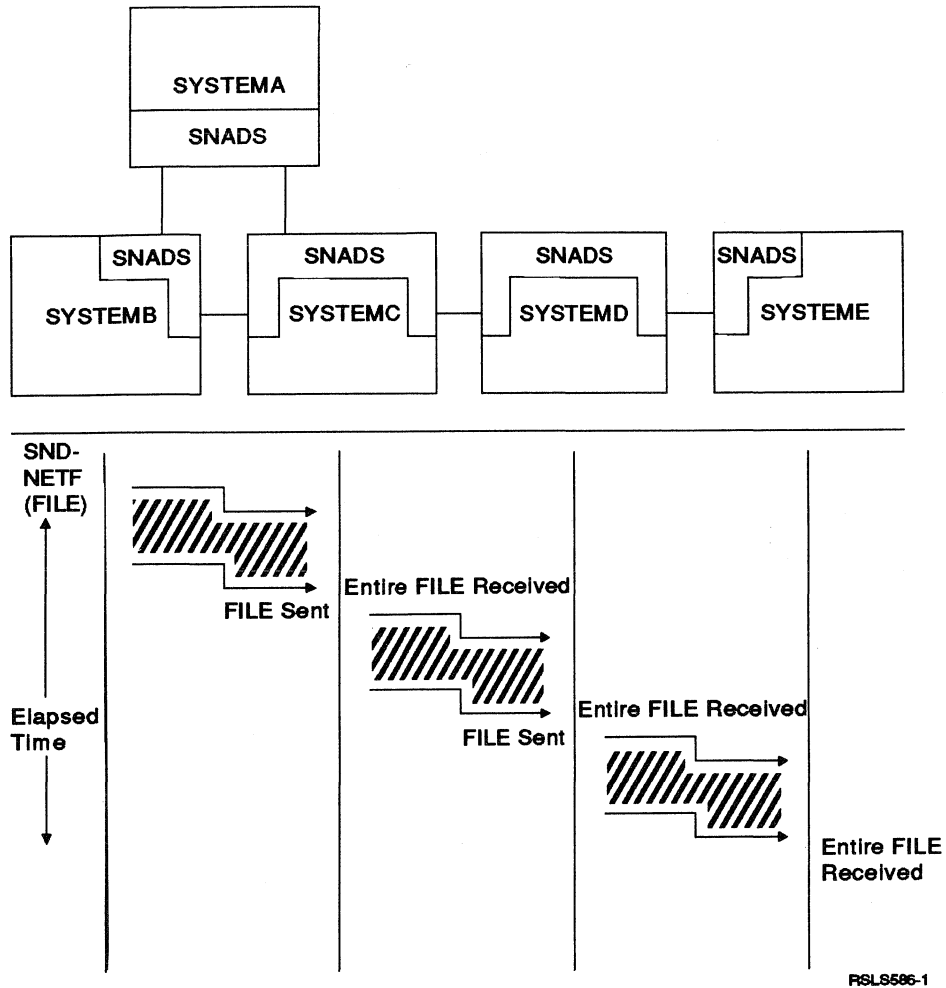 SYSTEMA
SNADS
SNADS
SYSTEMB
SNADS
SYSTEMC
SNADS
SYSTEMD
SNADS
SYSTEME
SND-
NETF
(FILE)
FILE Sent
Entire FILE Received
FILE Sent
Entire FILE Received
Elapsed
Time
Entire FILE
Received
RSLS586-1